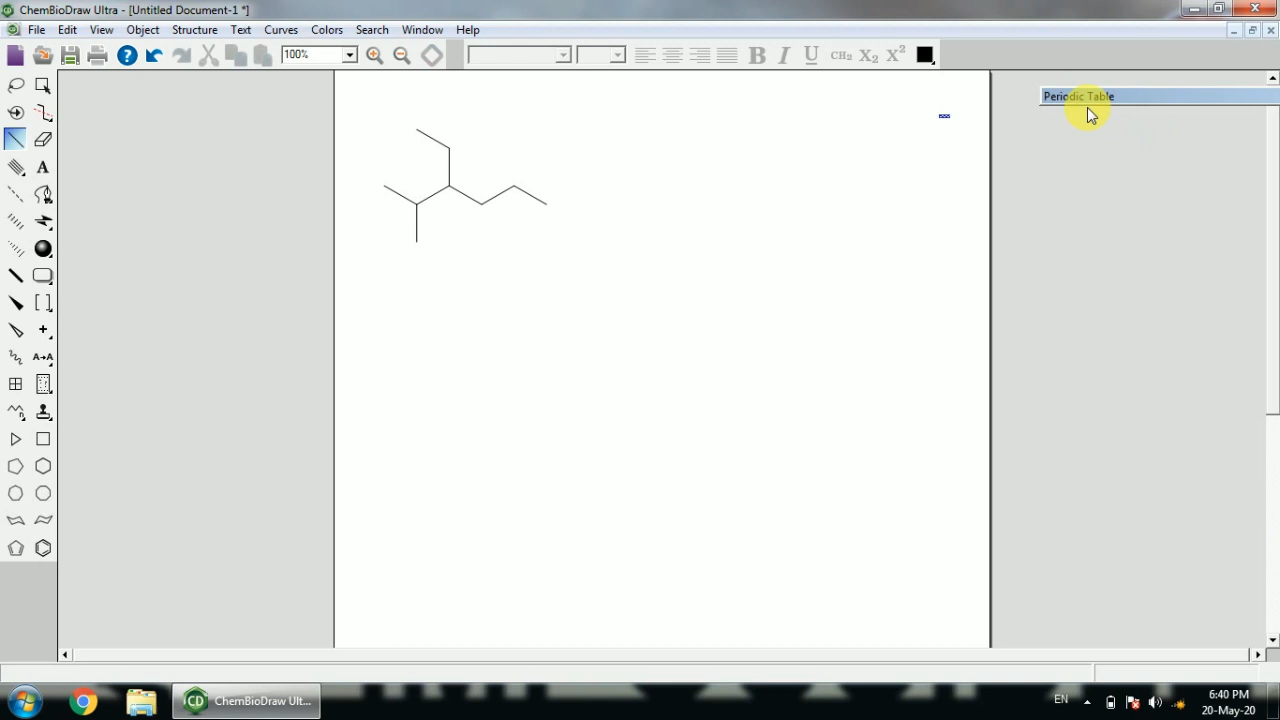 ChemBioDraw Ultra - [Untitled Document-1 *]
File Edit View Object Structure Text Curves Colors Search Window Help
100% B I U CH2 X2 X2
Periodic Table
A
A→A
ChemBioDraw Ult...
EN
6:40 PM
20-May-20